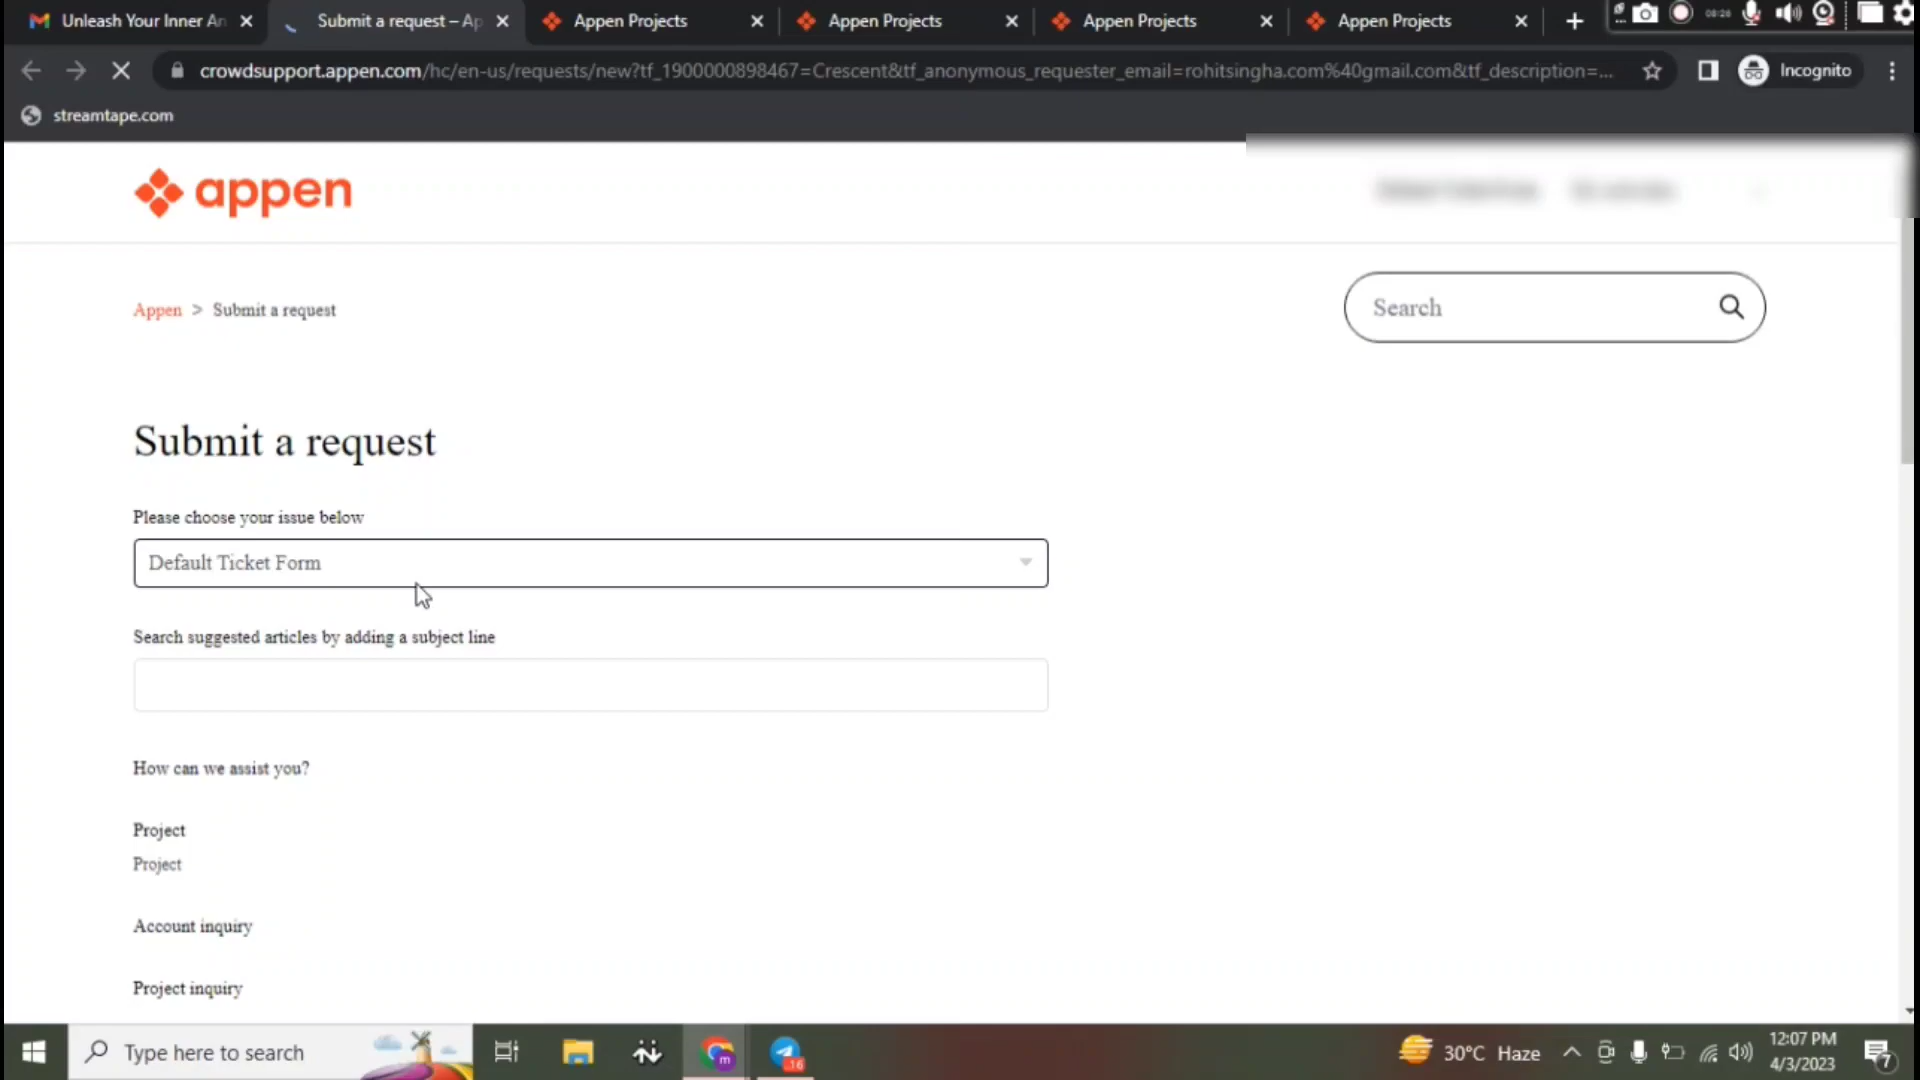 Unleash Your Inner An
Submit a request – Ap
Appen Projects
Appen Projects
Appen Projects
Appen Projects
crowdsupport.appen.com/hc/en-us/requests/new?tf_1900000898467=Crescent&tf_anonymous_requester_email=rohitsingha.com%40gmail.com&tf_description=...
Incognito
streamtape.com
appen
Appen > Submit a request
Search
Submit a request
Please choose your issue below
Default Ticket Form
Search suggested articles by adding a subject line
How can we assist you?
Project
Project
Account inquiry
Project inquiry
Type here to search
m
16
30°C Haze
12:07 PM
4/3/2023
7